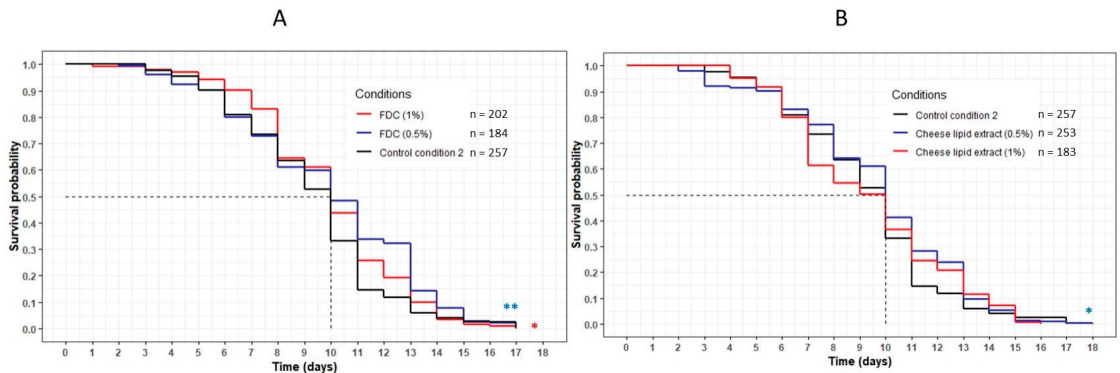 A
Survival probability
1.0
0.9
0.8
0.7
0.6
0.5
0.4
0.3
0.2
0.1
0.0
Conditions
FDC (1%) n = 202
FDC (0.5%) n = 184
Control condition 2 n = 257
**
*
0 1 2 3 4 5 6 7 8 9 10 11 12 13 14 15 16 17 18
Time (days)
B
Survival probability
1.0
0.9
0.8
0.7
0.6
0.5
0.4
0.3
0.2
0.1
0.0
Conditions
Control condition 2 n = 257
Cheese lipid extract (0.5%) n = 253
Cheese lipid extract (1%) n = 183
*
0 1 2 3 4 5 6 7 8 9 10 11 12 13 14 15 16 17 18
Time (days)